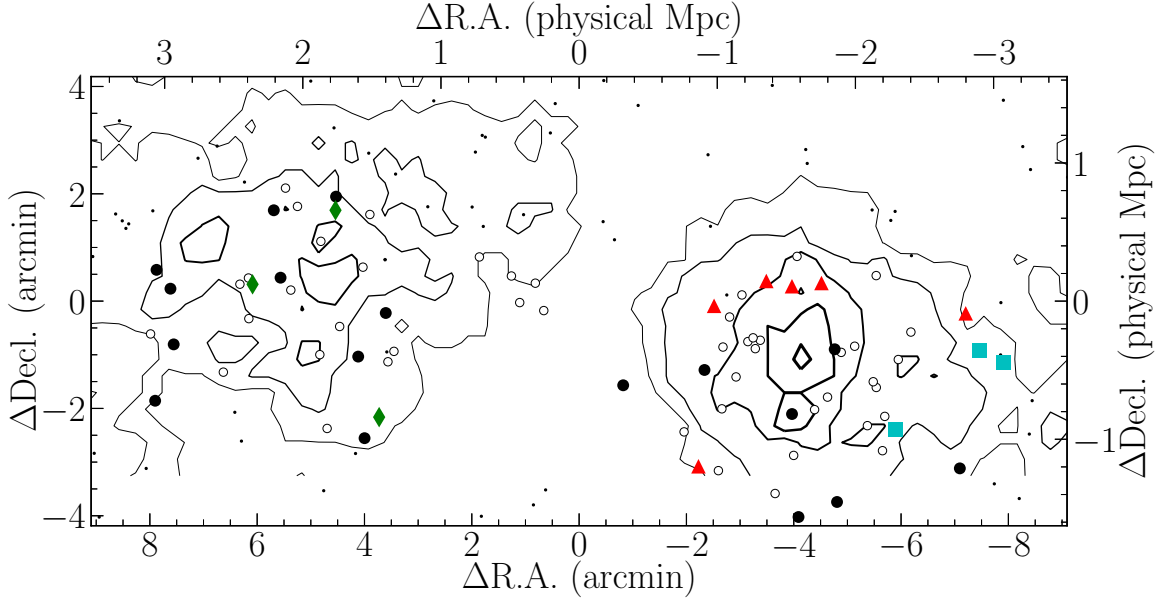 ΔR.A. (physical Mpc)
3 2 1 0 −1 −2 −3
4
2
0
−2
−4
ΔDecl. (arcmin)
1
0
−1
ΔDecl. (physical Mpc)
8 6 4 2 0 −2 −4 −6 −8
ΔR.A. (arcmin)